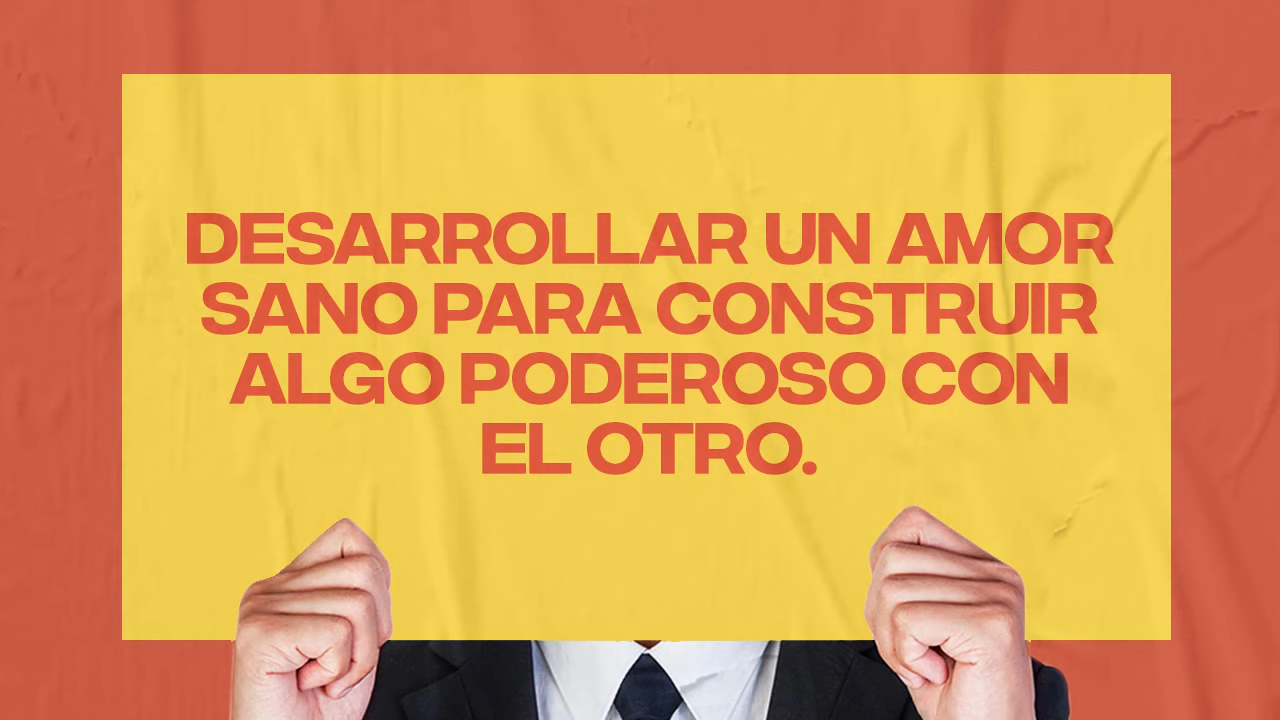 DESARROLLAR UN AMOR
SANO PARA CONSTRUIR
ALGO PODEROSO CON
EL OTRO.